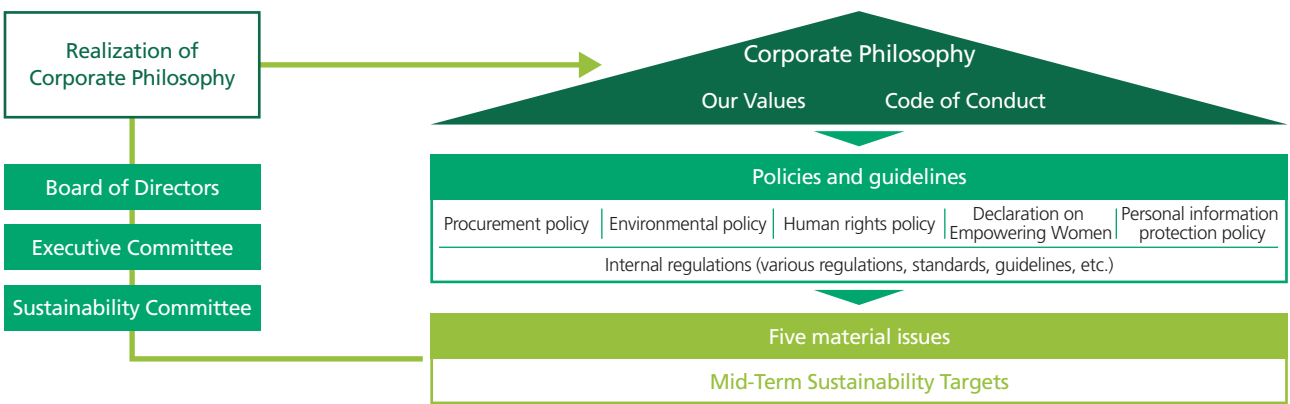 Realization of
Corporate Philosophy
Board of Directors
Executive Committee
Sustainability Committee
Corporate Philosophy
Our Values Code of Conduct
Policies and guidelines
Procurement policy
Environmental policy
Human rights policy
Declaration on
Empowering Women
Personal information
protection policy
Internal regulations (various regulations, standards, guidelines, etc.)
Five material issues
Mid-Term Sustainability Targets